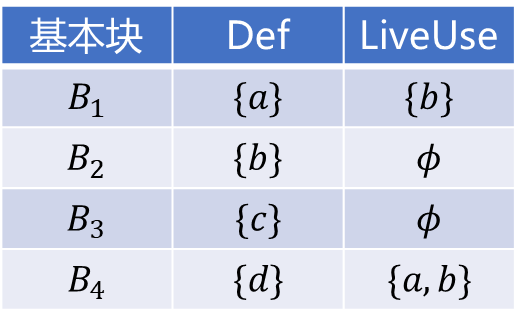 基本块 Def LiveUse
B₁ {a} {b}
B₂ {b} ϕ
B₃ {c} ϕ
B₄ {d} {a, b}